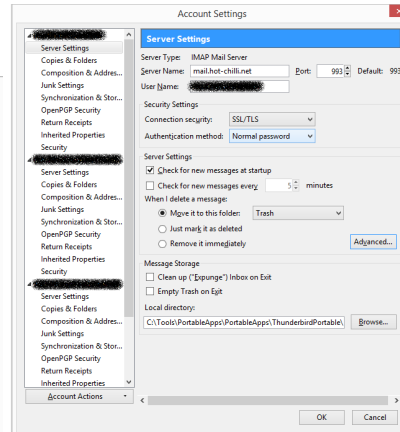 Account Settings
Server Settings
Copies & Folders
Composition & Addres...
Junk Settings
Synchronization & Stor...
OpenPGP Security
Return Receipts
Inherited Properties
Security
Server Settings
Copies & Folders
Composition & Addres...
Junk Settings
Synchronization & Stor...
OpenPGP Security
Return Receipts
Inherited Properties
Security
Server Settings
Copies & Folders
Composition & Addres...
Junk Settings
Synchronization & Stor...
OpenPGP Security
Return Receipts
Inherited Properties
Account Actions
Server Settings
Server Type: IMAP Mail Server
Server Name: mail.hot-chilli.net Port: 993 Default: 993
User Name:
Security Settings
Connection security: SSL/TLS
Authentication method: Normal password
Server Settings
Check for new messages at startup
Check for new messages every 5 minutes
When I delete a message:
Move it to this folder: Trash
Just mark it as deleted
Remove it immediately
Advanced...
Message Storage
Clean up ("Expunge") Inbox on Exit
Empty Trash on Exit
Local directory:
C:\Tools\PortableApps\PortableApps\ThunderbirdPortable\ Browse...
OK Cancel